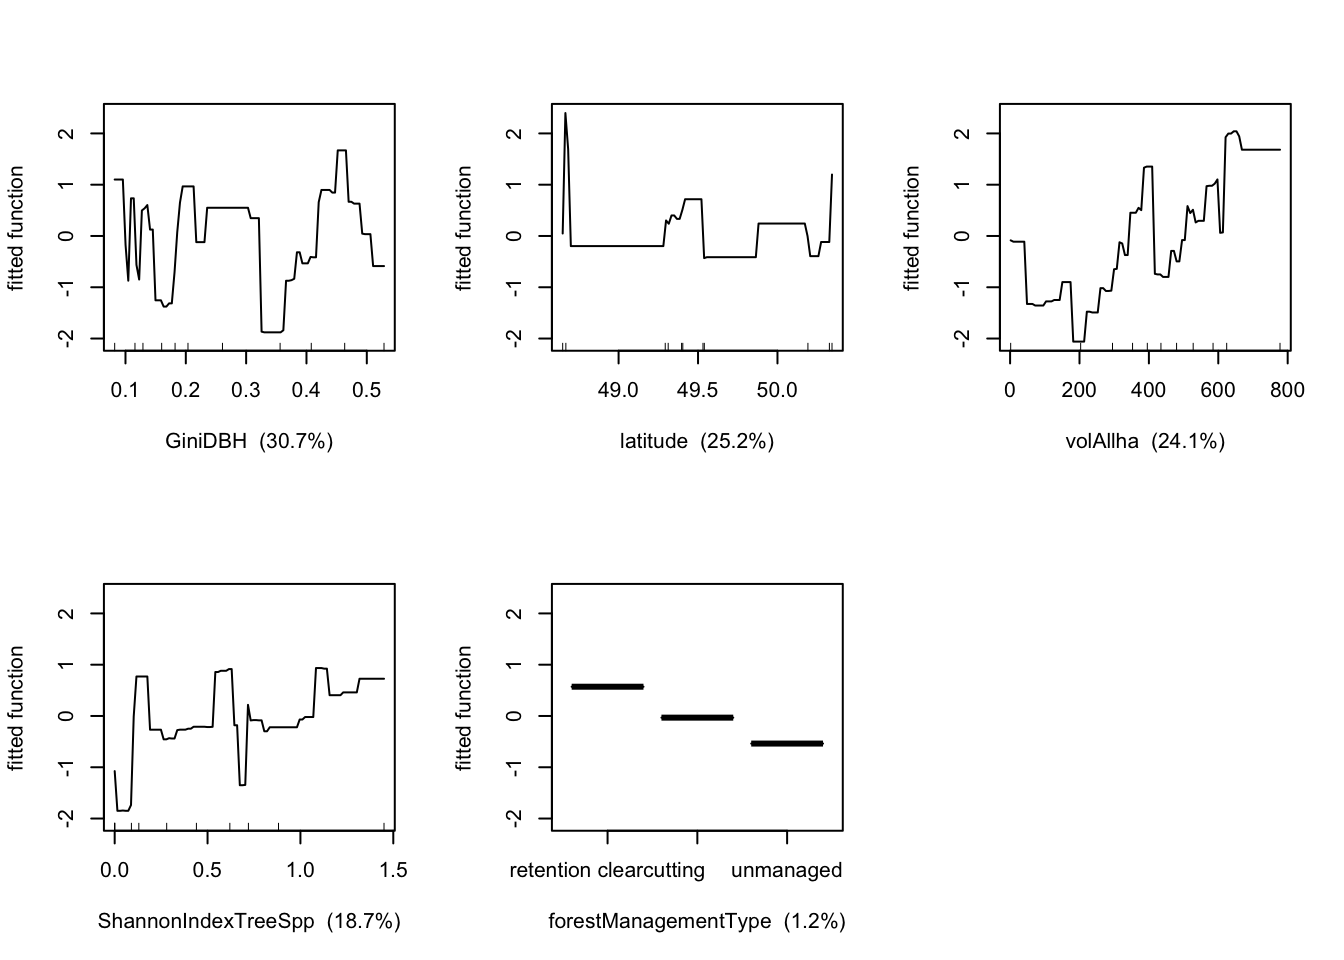 fitted function
2
1
0
-1
-2
0.1 0.2 0.3 0.4 0.5
GiniDBH (30.7%)
fitted function
2
1
0
-1
-2
49.0 49.5 50.0
latitude (25.2%)
fitted function
2
1
0
-1
-2
0 200 400 600 800
volAllha (24.1%)
fitted function
2
1
0
-1
-2
0.0 0.5 1.0 1.5
ShannonIndexTreeSpp (18.7%)
fitted function
2
1
0
-1
-2
retention clearcutting unmanaged
forestManagementType (1.2%)